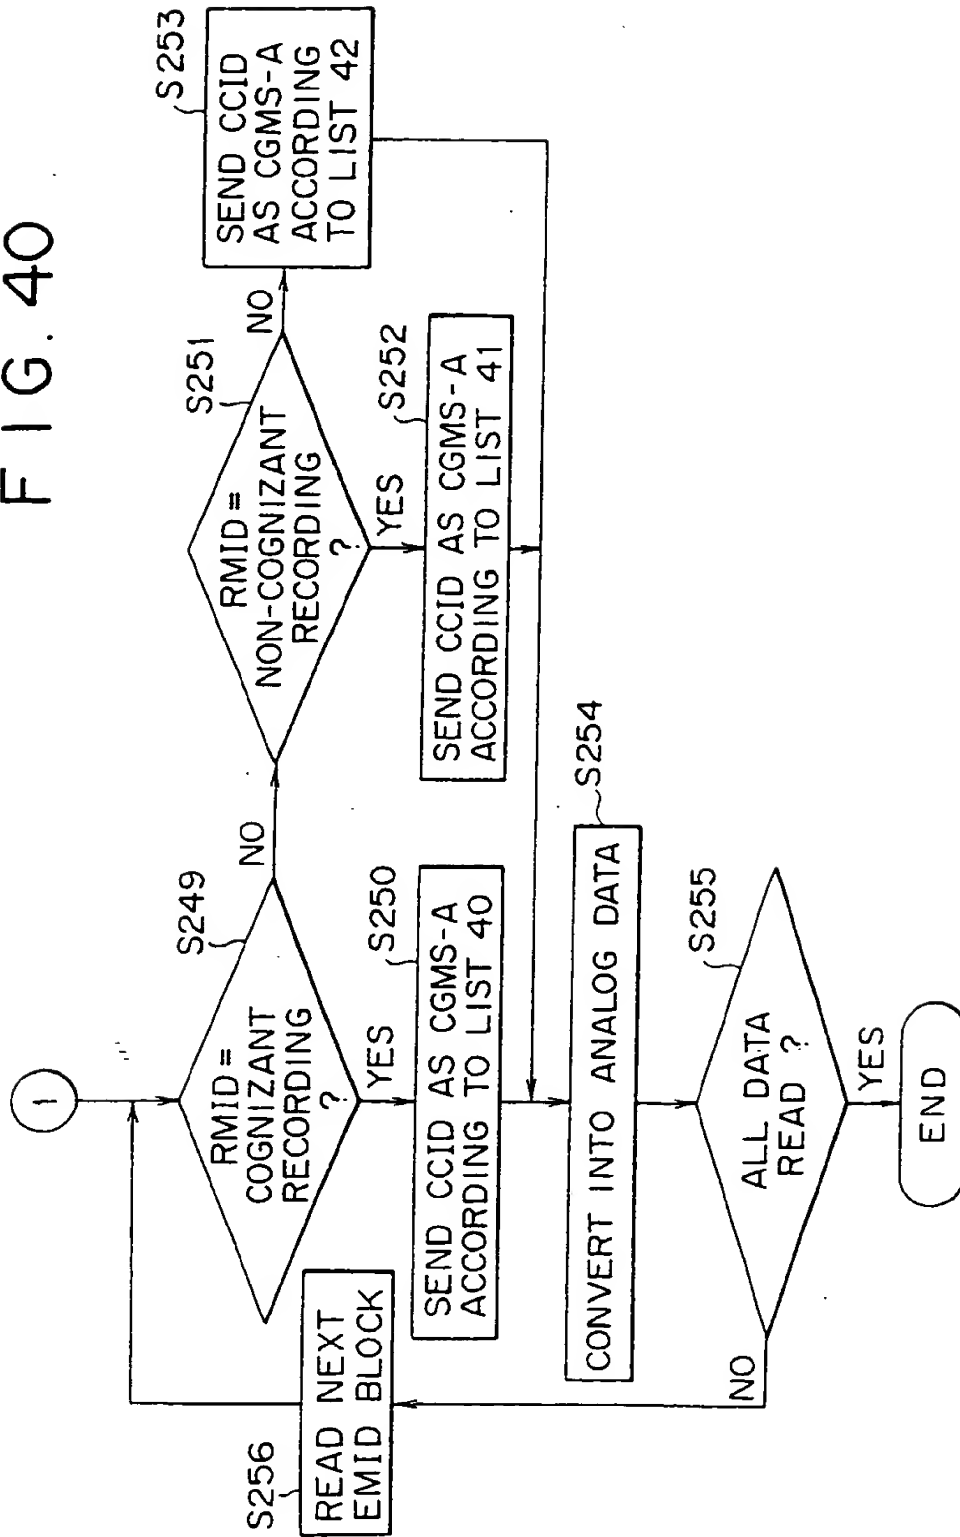 FIG. 40
1
S249
RMID=
COGNIZANT
RECORDING
?
NO
YES
S250
SEND CCID AS CGMS-A
ACCORDING TO LIST 40
S251
RMID=
NON-COGNIZANT
RECORDING
?
NO
YES
S252
SEND CCID AS CGMS-A
ACCORDING TO LIST 41
S253
SEND CCID
AS CGMS-A
ACCORDING
TO LIST 42
S254
CONVERT INTO ANALOG DATA
S255
ALL DATA
READ ?
NO
YES
S256
READ NEXT
EMID BLOCK
END